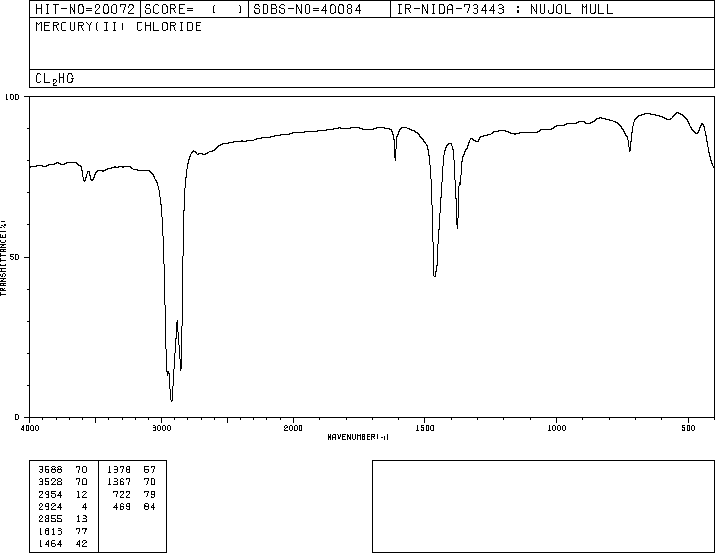 HIT-NO=20072 SCORE= ( ) SDBS-NO=40084 IR-NIDA-73443 : NUJOL MULL
MERCURY(II) CHLORIDE
CL2HG
100
50
0
TRANSMITTANCE(%)
4000 3000 2000 1500 1000 500
WAVENUMBER(-1)
3588 70 1378 57
3528 70 1367 70
2954 12 722 79
2924 4 469 84
2855 13
1613 77
1464 42